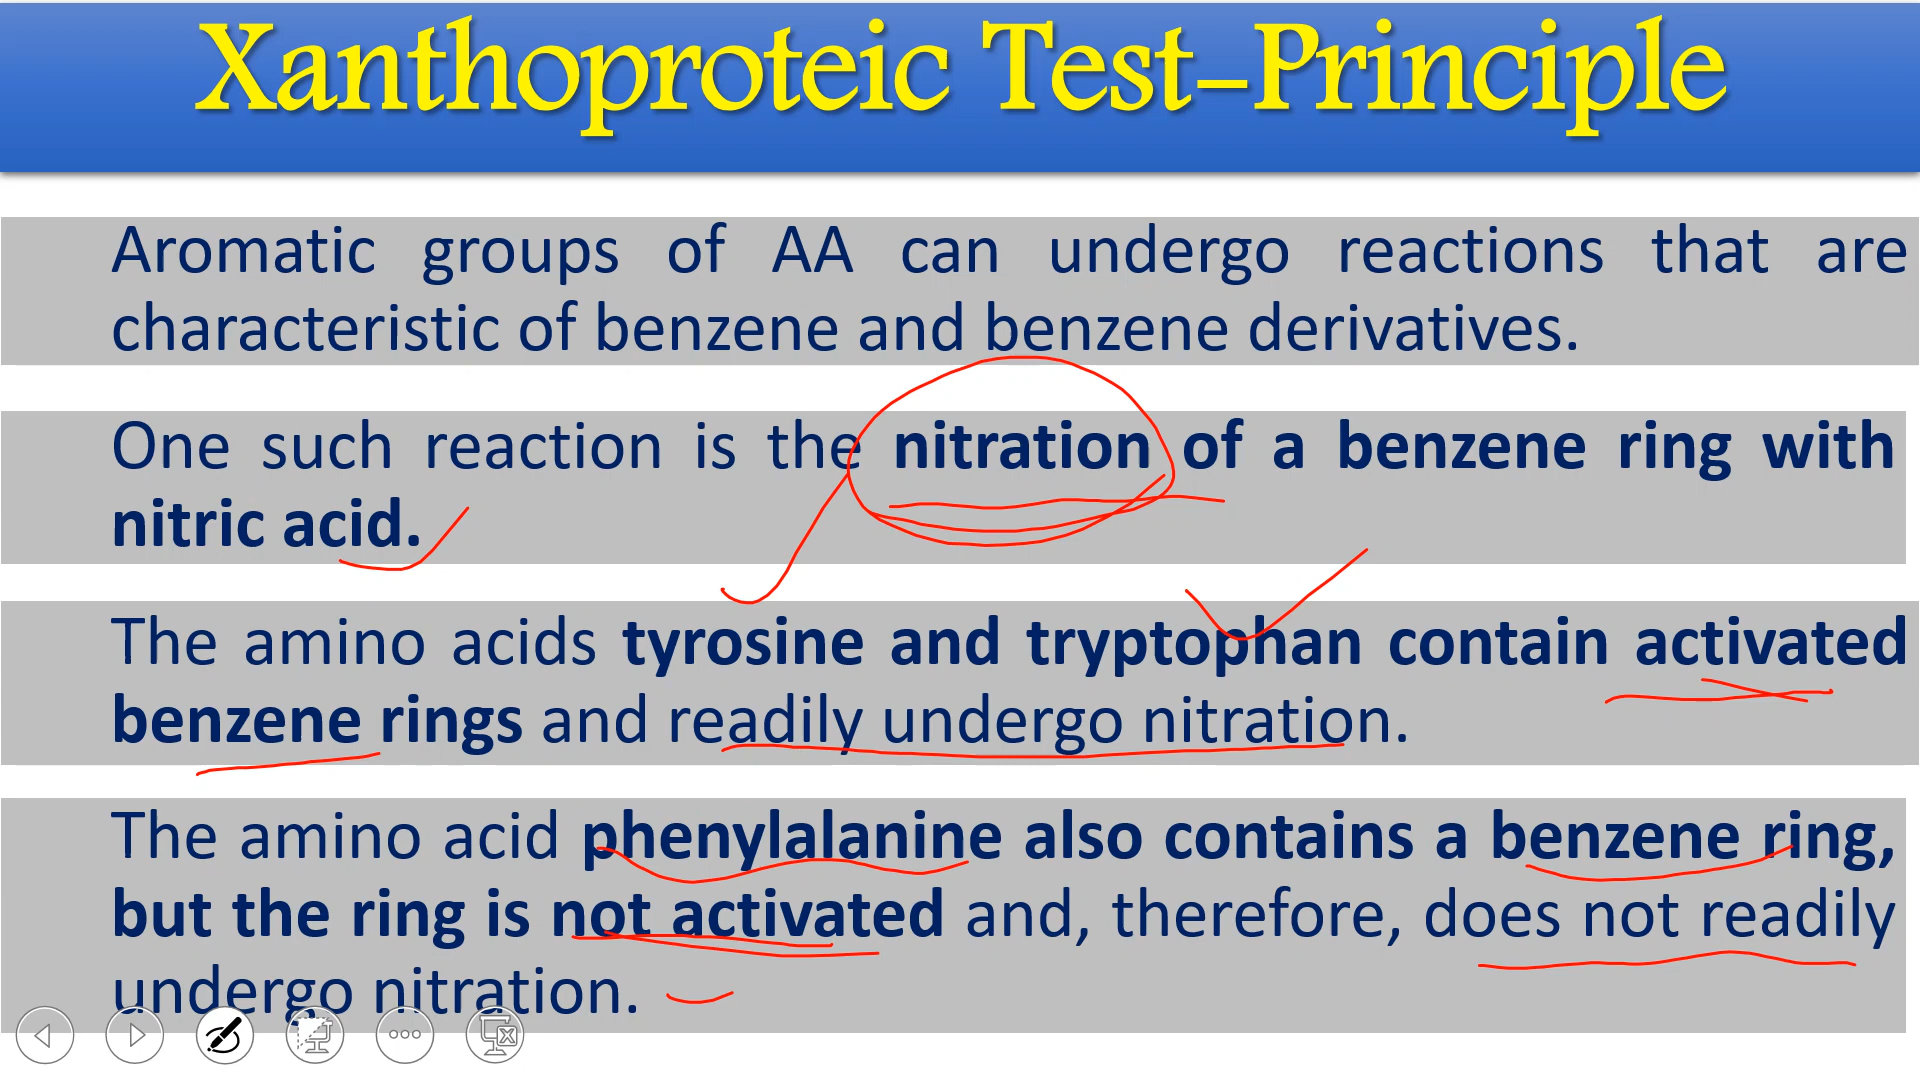 Xanthoproteic Test-Principle
Aromatic groups of AA can undergo reactions that are
characteristic of benzene and benzene derivatives.
One such reaction is the nitration of a benzene ring with
nitric acid.
The amino acids tyrosine and tryptophan contain activated
benzene rings and readily undergo nitration.
The amino acid phenylalanine also contains a benzene ring,
but the ring is not activated and, therefore, does not readily
undergo nitration.